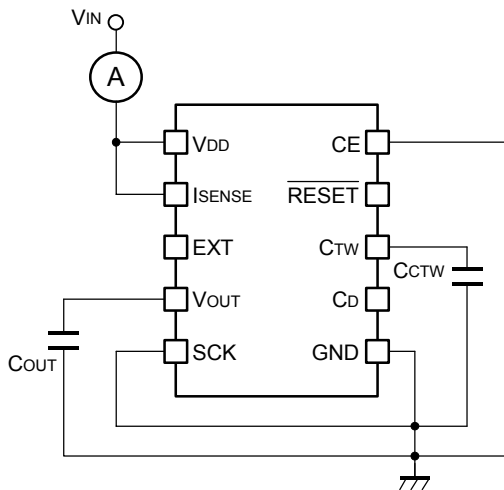 VIN
A
VDD
CE
ISENSE
RESET
EXT
CTW
CCTW
VOUT
CD
COUT
SCK
GND